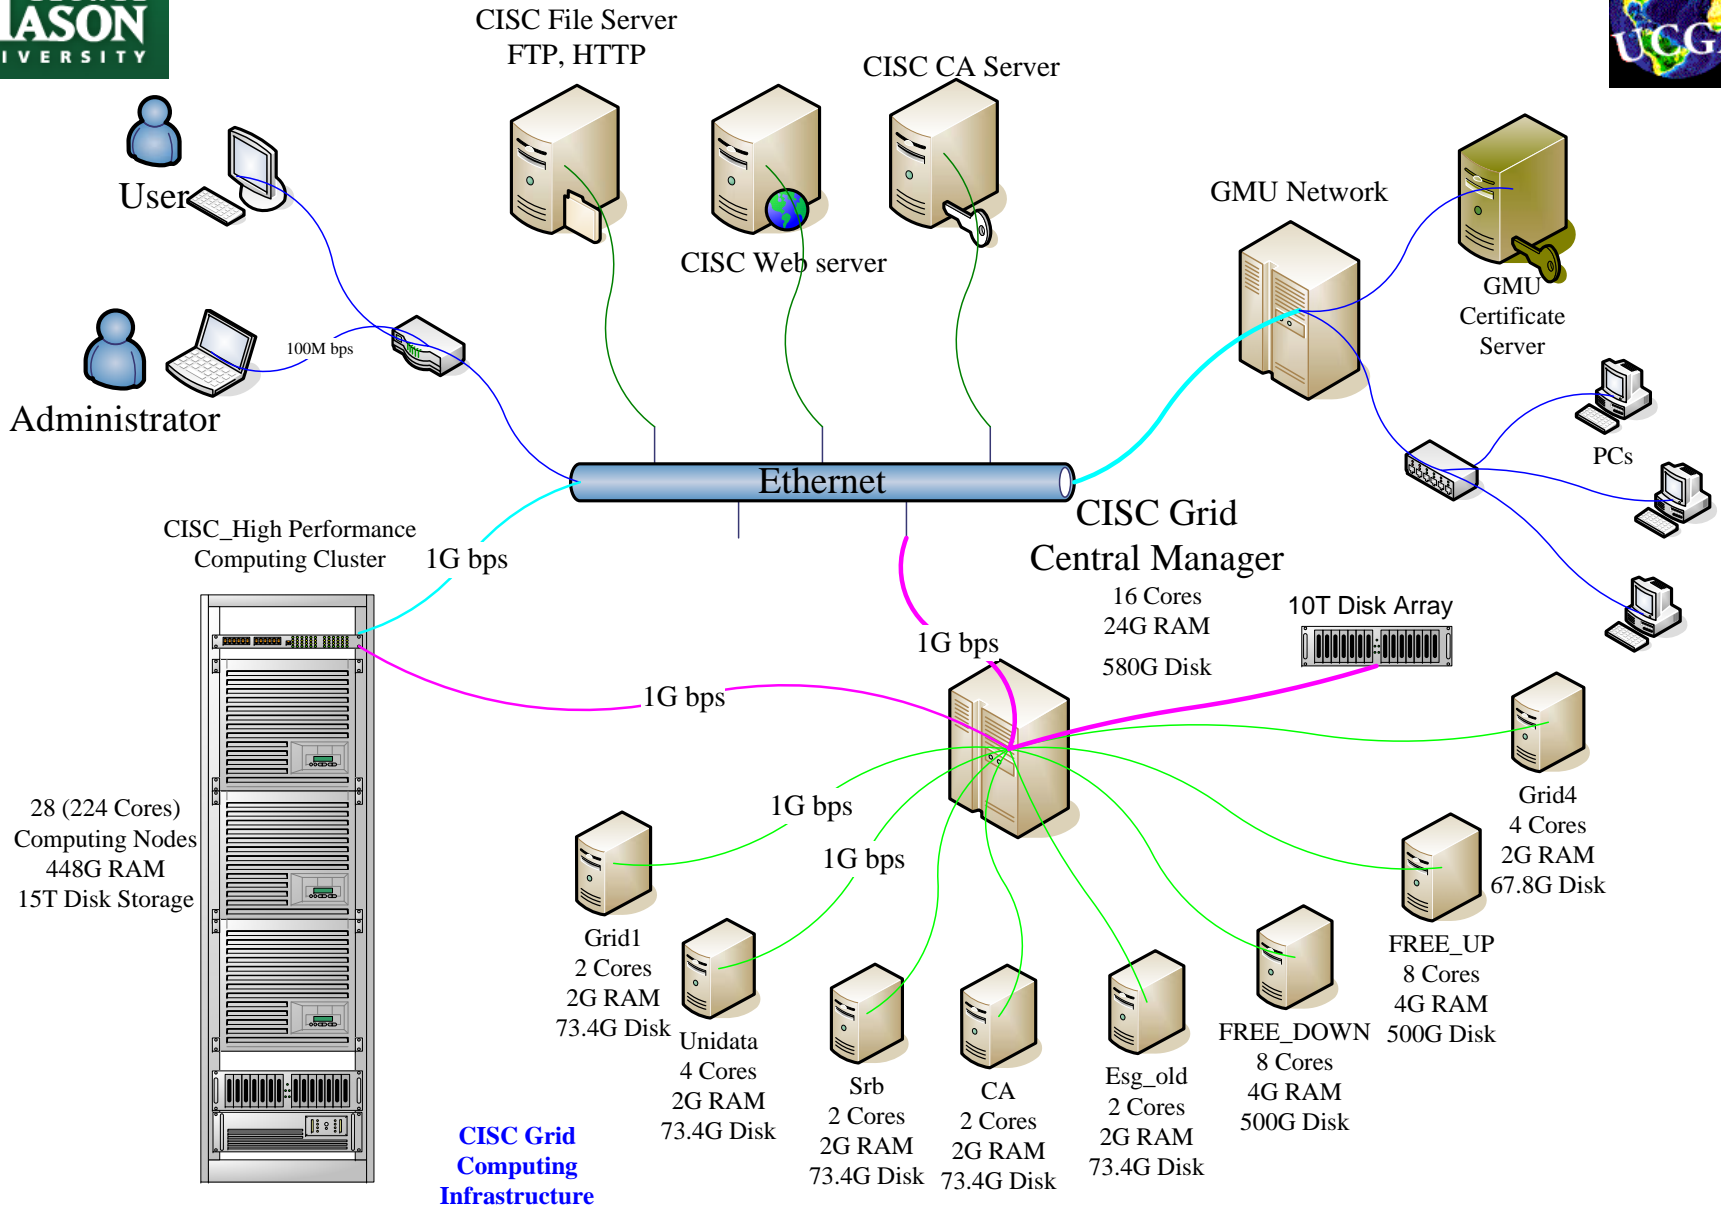 MASON
UNIVERSITY
CISC File Server
FTP, HTTP
CISC CA Server
UCG
User
CISC Web server
GMU Network
GMU
Certificate
Server
100M bps
Administrator
PCs
Ethernet
CISC_High Performance
Computing Cluster
1G bps
CISC Grid
Central Manager
16 Cores
24G RAM
580G Disk
10T Disk Array
1G bps
1G bps
28 (224 Cores)
Computing Nodes
448G RAM
15T Disk Storage
1G bps
1G bps
Grid4
4 Cores
2G RAM
67.8G Disk
Grid1
2 Cores
2G RAM
73.4G Disk
Unidata
4 Cores
2G RAM
73.4G Disk
Srb
2 Cores
2G RAM
73.4G Disk
CA
2 Cores
2G RAM
73.4G Disk
Esg_old
2 Cores
2G RAM
73.4G Disk
FREE_DOWN
8 Cores
4G RAM
500G Disk
FREE_UP
8 Cores
4G RAM
500G Disk
CISC Grid
Computing
Infrastructure